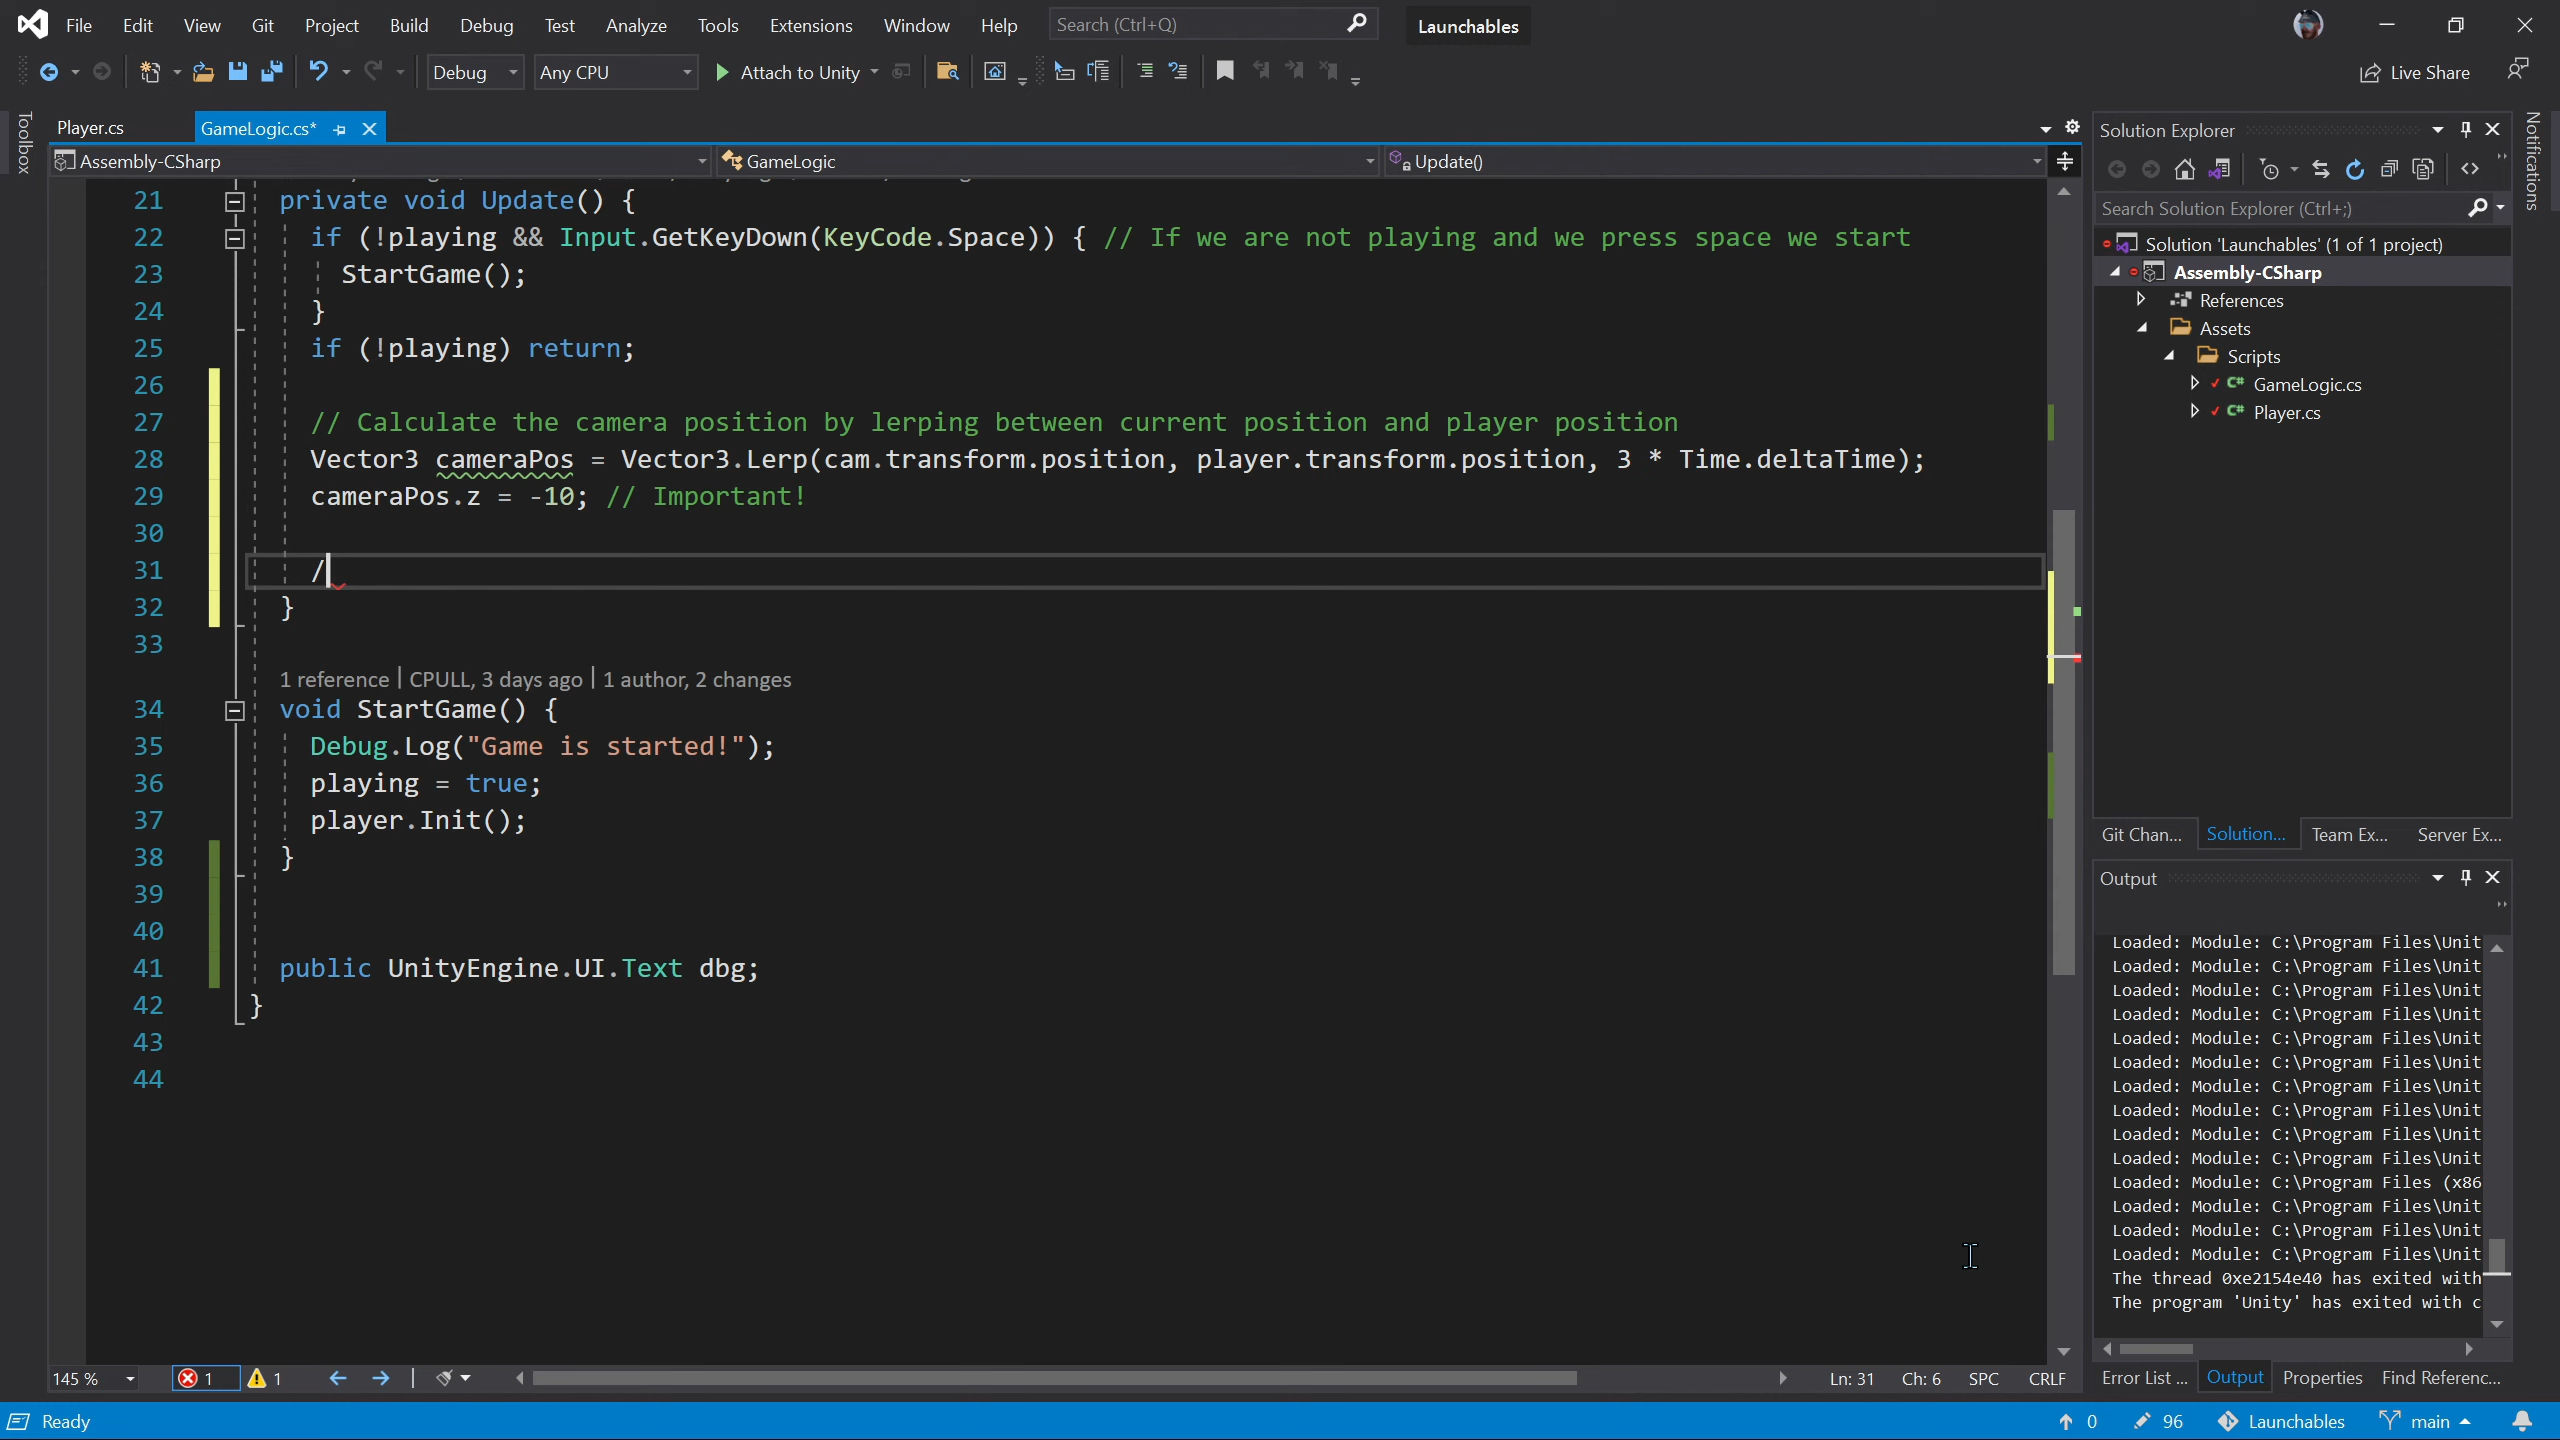 File Edit View Git Project Build Debug Test Analyze Tools Extensions Window Help Search (Ctrl+Q) Launchables
Debug Any CPU Attach to Unity Live Share
Toolbox
Player.cs GameLogic.cs*
Assembly-CSharp GameLogic Update()
21 private void Update() {
22 if (!playing && Input.GetKeyDown(KeyCode.Space)) { // If we are not playing and we press space we start
23 StartGame();
24 }
25 if (!playing) return;
26
27 // Calculate the camera position by lerping between current position and player position
28 Vector3 cameraPos = Vector3.Lerp(cam.transform.position, player.transform.position, 3 * Time.deltaTime);
29 cameraPos.z = -10; // Important!
30
31 /
32 }
33
1 reference | CPULL, 3 days ago | 1 author, 2 changes
34 void StartGame() {
35 Debug.Log("Game is started!");
36 playing = true;
37 player.Init();
38 }
39
40
41 public UnityEngine.UI.Text dbg;
42 }
43
44
145 % 1 1 Ln: 31 Ch: 6 SPC CRLF
Solution Explorer
Search Solution Explorer (Ctrl+;)
Solution 'Launchables' (1 of 1 project)
Assembly-CSharp
References
Assets
Scripts
GameLogic.cs
Player.cs
Git Chan... Solution... Team Ex... Server Ex...
Output
Loaded: Module: C:\Program Files\Unit
Loaded: Module: C:\Program Files\Unit
Loaded: Module: C:\Program Files\Unit
Loaded: Module: C:\Program Files\Unit
Loaded: Module: C:\Program Files\Unit
Loaded: Module: C:\Program Files\Unit
Loaded: Module: C:\Program Files\Unit
Loaded: Module: C:\Program Files\Unit
Loaded: Module: C:\Program Files\Unit
Loaded: Module: C:\Program Files\Unit
Loaded: Module: C:\Program Files (x86
Loaded: Module: C:\Program Files\Unit
Loaded: Module: C:\Program Files\Unit
Loaded: Module: C:\Program Files\Unit
The thread 0xe2154e40 has exited with
The program 'Unity' has exited with c
Error List ... Output Properties Find Referenc...
Notifications
Ready 0 96 Launchables main